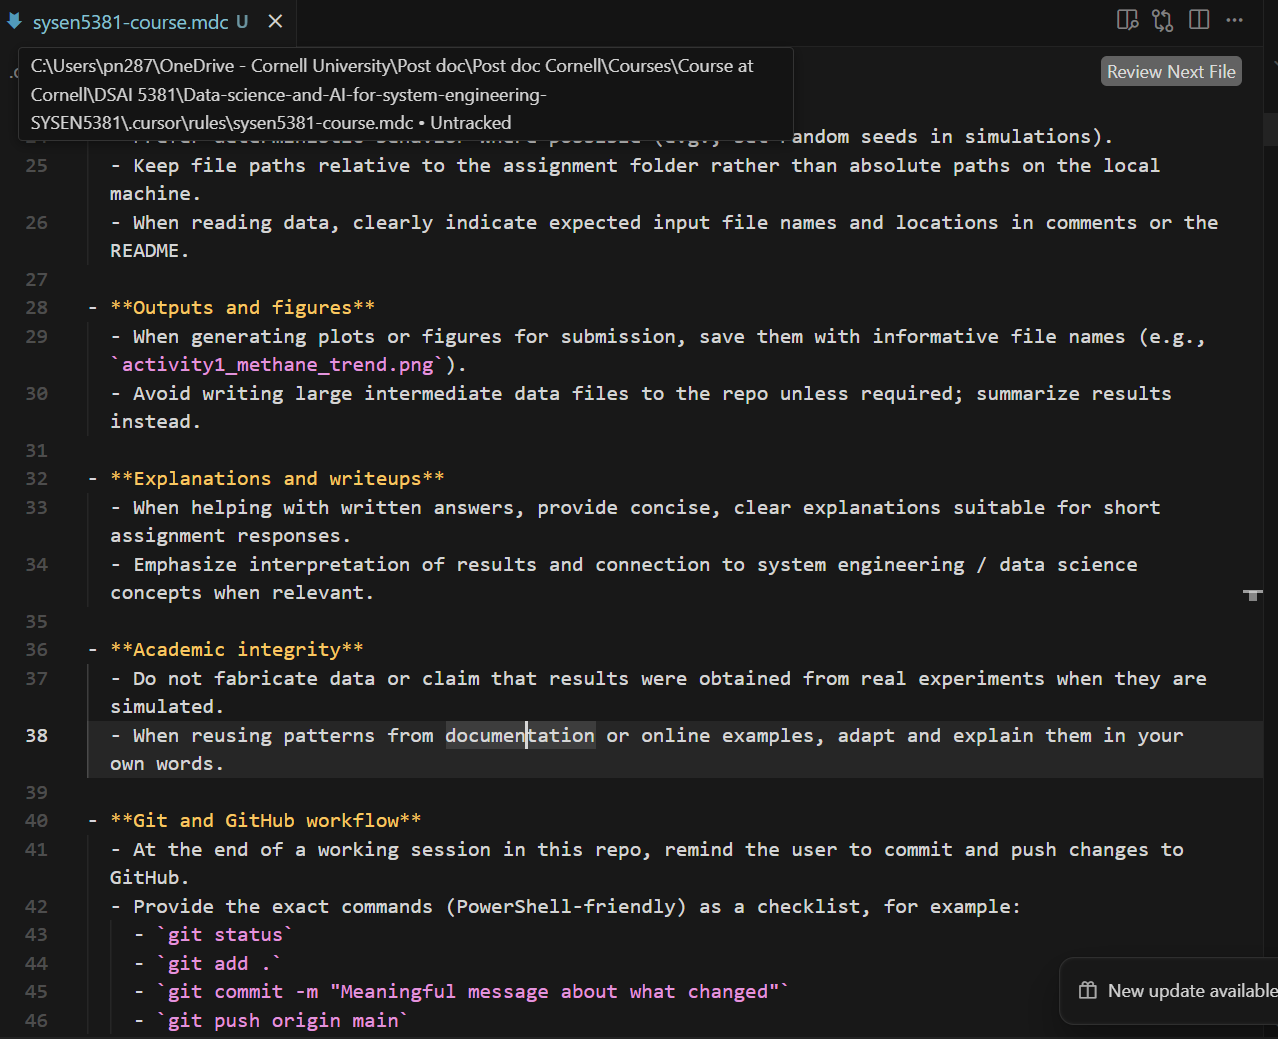 sysen5381-course.mdc U
C:\Users\pn287\OneDrive - Cornell University\Post doc\Post doc Cornell\Courses\Course at
Cornell\DSAI 5381\Data-science-and-AI-for-system-engineering-
SYSEN5381\.cursor\rules\sysen5381-course.mdc • Untracked
Review Next File
random seeds in simulations).
25 - Keep file paths relative to the assignment folder rather than absolute paths on the local
machine.
26 - When reading data, clearly indicate expected input file names and locations in comments or the
README.
27
28 - **Outputs and figures**
29 - When generating plots or figures for submission, save them with informative file names (e.g.,
`activity1_methane_trend.png`).
30 - Avoid writing large intermediate data files to the repo unless required; summarize results
instead.
31
32 - **Explanations and writeups**
33 - When helping with written answers, provide concise, clear explanations suitable for short
assignment responses.
34 - Emphasize interpretation of results and connection to system engineering / data science
concepts when relevant.
35
36 - **Academic integrity**
37 - Do not fabricate data or claim that results were obtained from real experiments when they are
simulated.
38 - When reusing patterns from documentation or online examples, adapt and explain them in your
own words.
39
40 - **Git and GitHub workflow**
41 - At the end of a working session in this repo, remind the user to commit and push changes to
GitHub.
42 - Provide the exact commands (PowerShell-friendly) as a checklist, for example:
43 - `git status`
44 - `git add .`
45 - `git commit -m "Meaningful message about what changed"`
46 - `git push origin main`
New update available